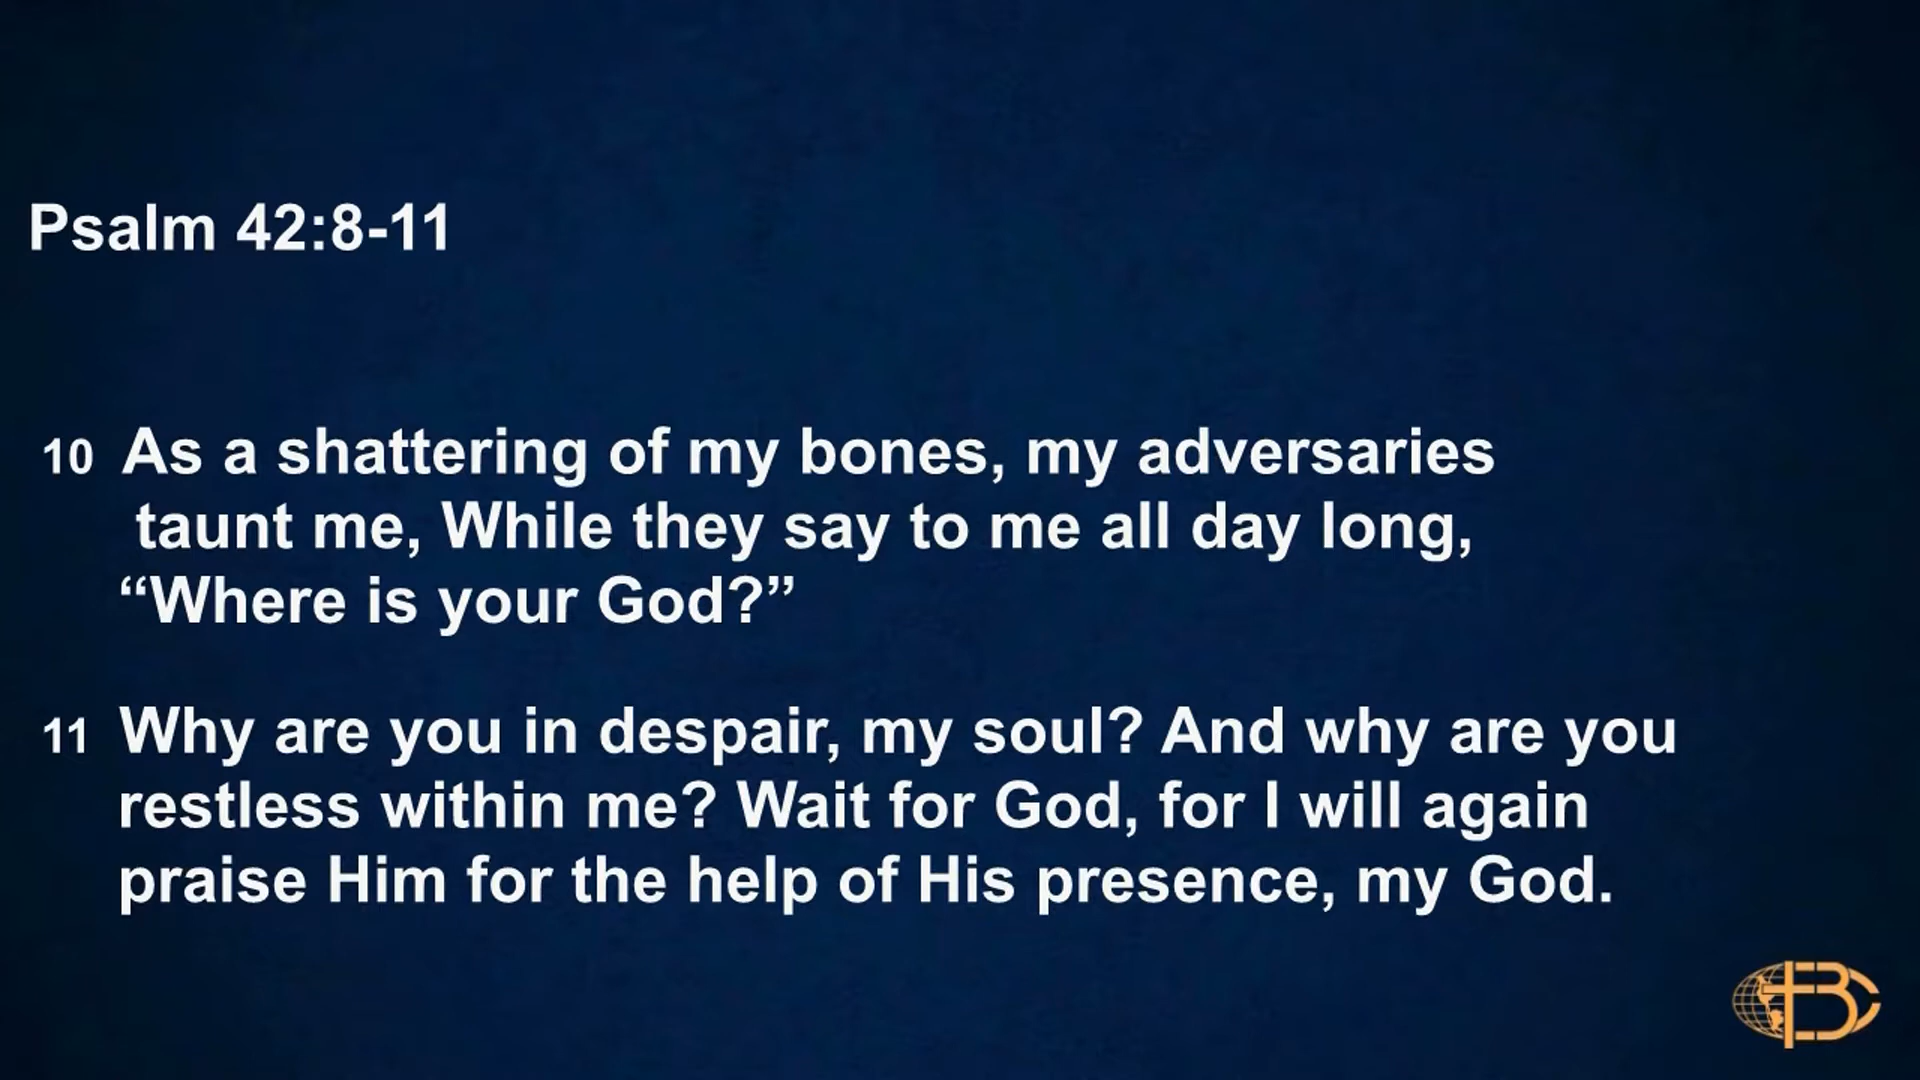 Psalm 42:8-11
10 As a shattering of my bones, my adversaries
taunt me, While they say to me all day long,
“Where is your God?”
11 Why are you in despair, my soul? And why are you
restless within me? Wait for God, for I will again
praise Him for the help of His presence, my God.
BC